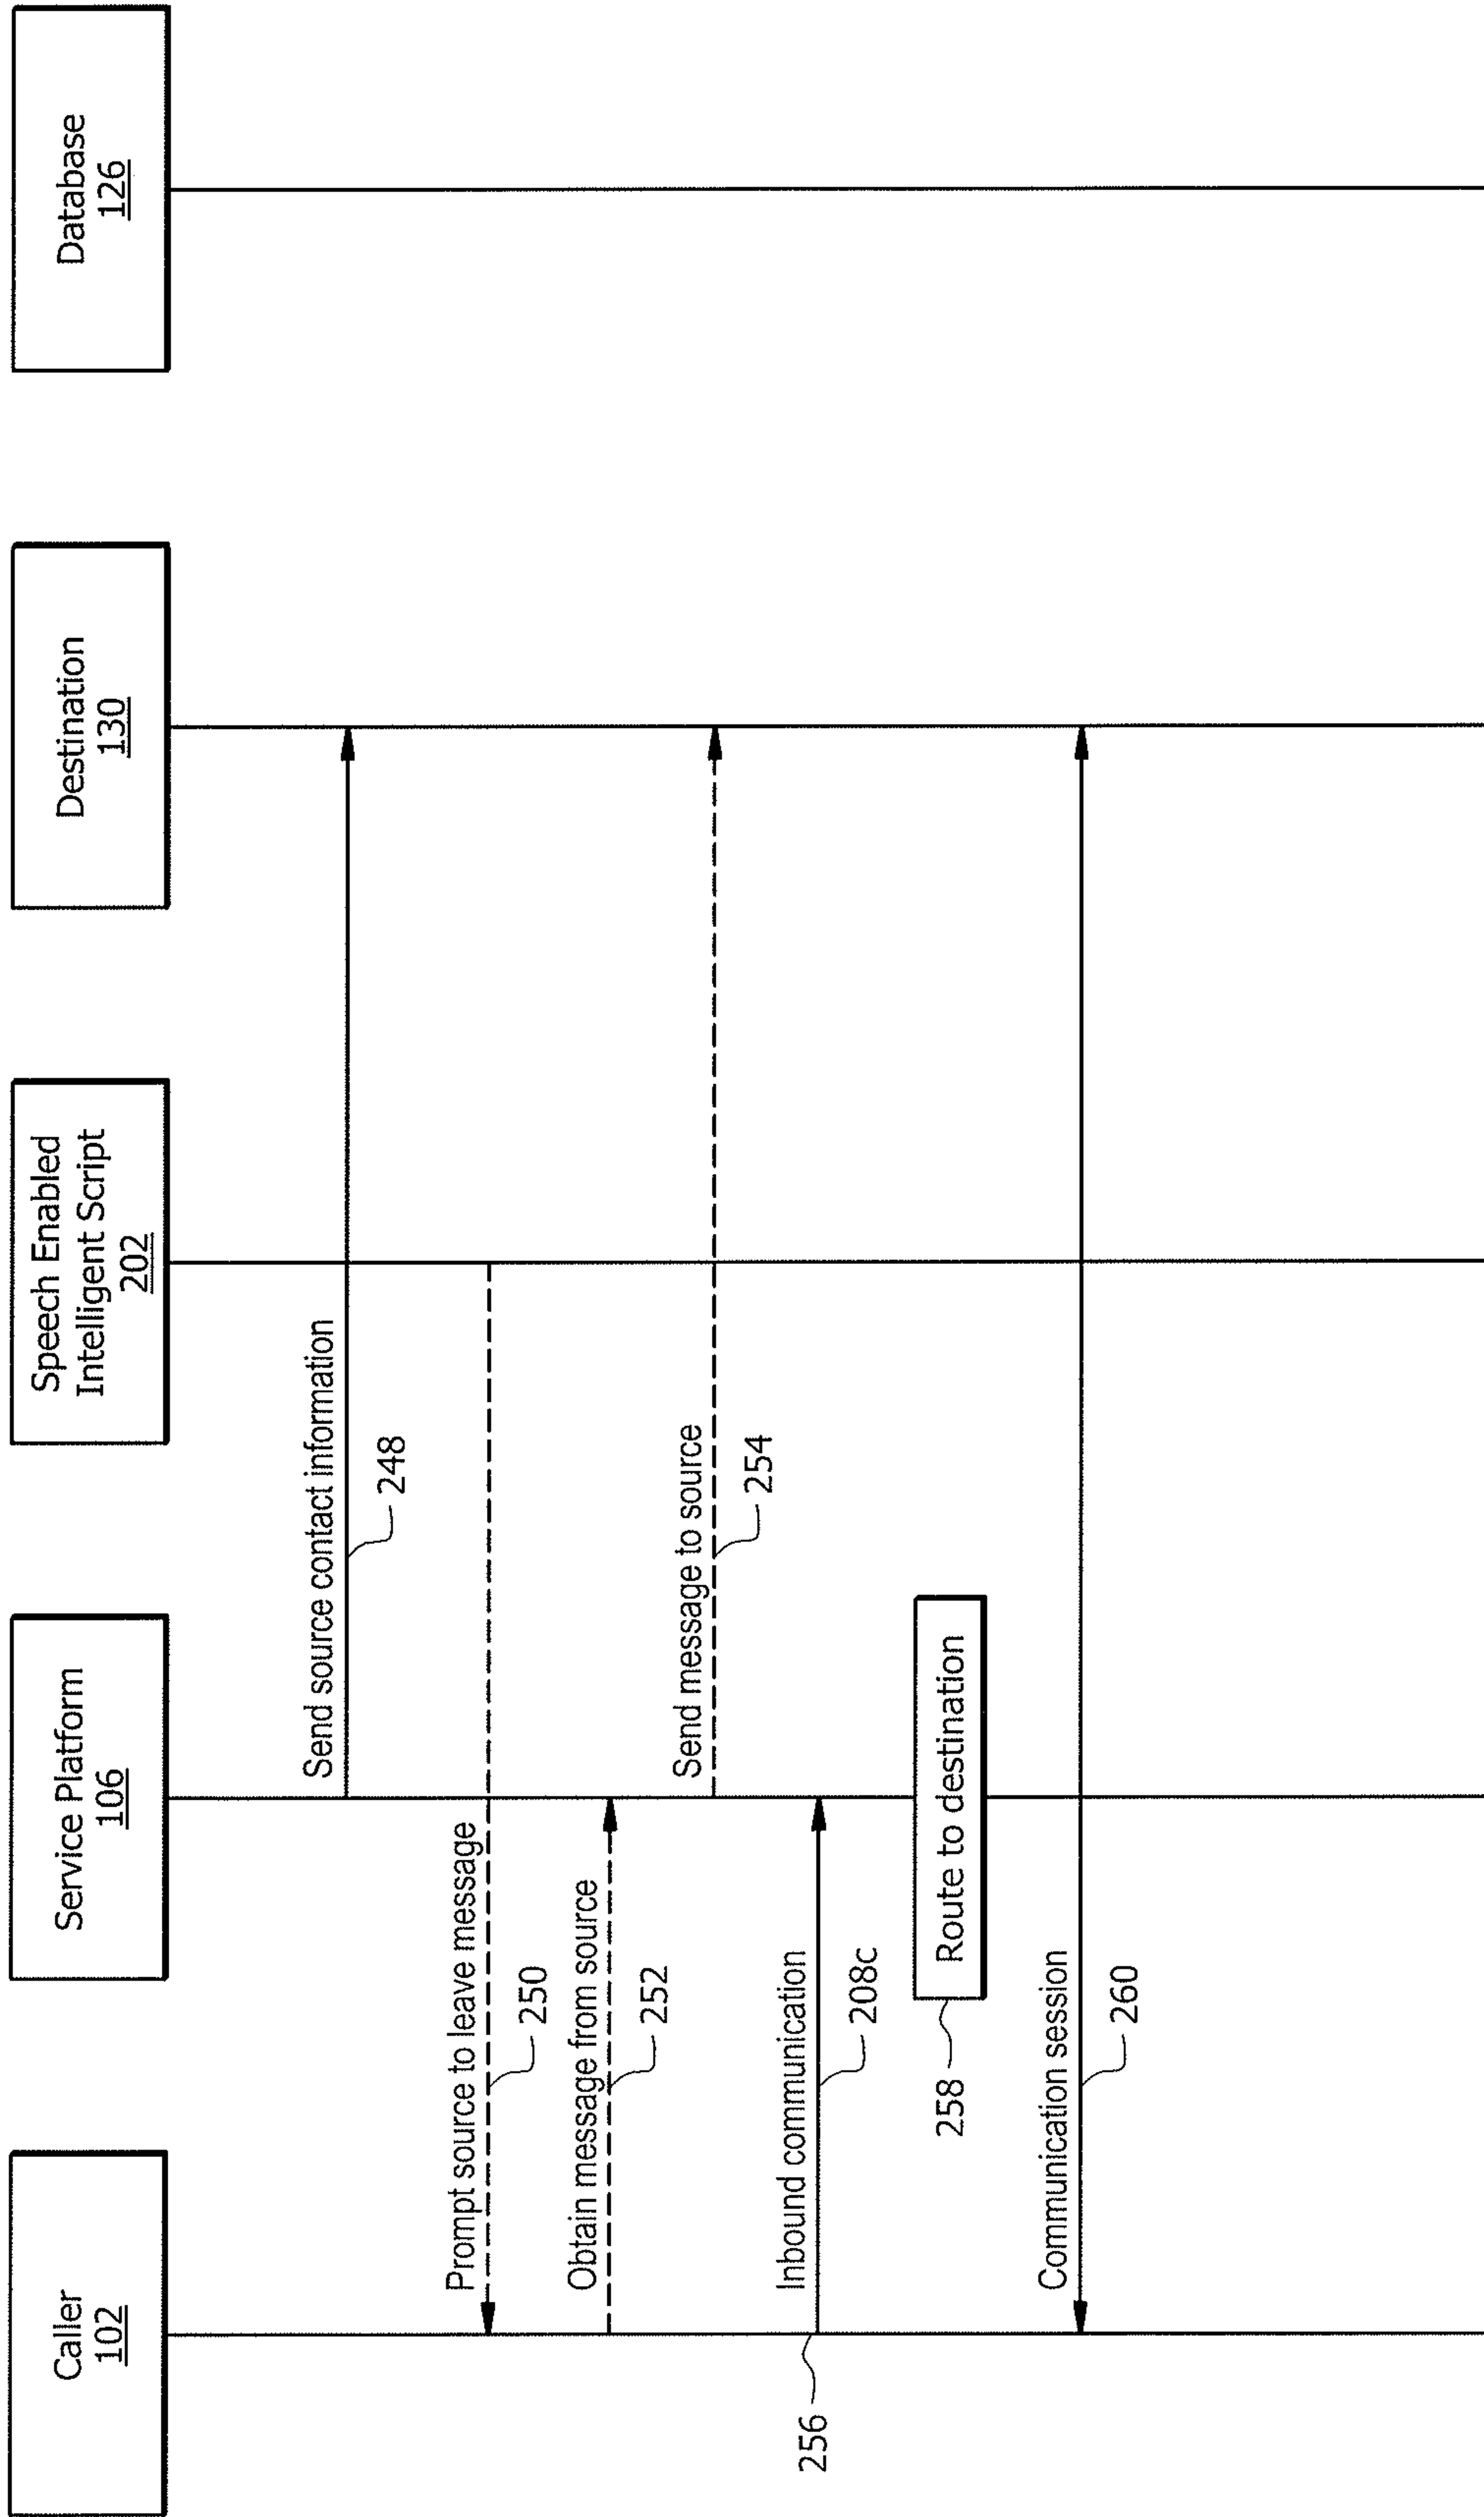 Caller
102
Service Platform
106
Speech Enabled
Intelligent Script
202
Destination
130
Database
126
Send source contact information
248
Prompt source to leave message
250
Obtain message from source
252
Send message to source
254
Inbound communication
256
208c
Route to destination
258
Communication session
260